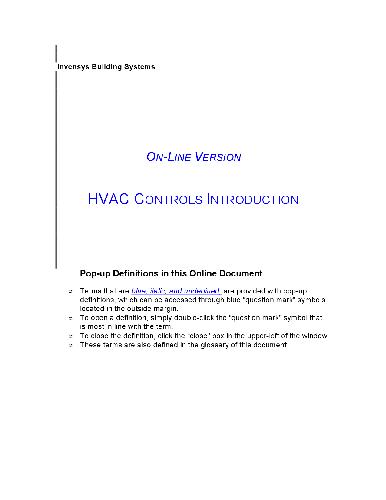 Invensys Building Systems
ON-LINE VERSION
HVAC CONTROLS INTRODUCTION
Pop-up Definitions in this Online Document
Terms that are blue, italic, and underlined, are provided with pop-up
definitions, which can be accessed through blue "question mark" symbols
located in the outside margin.
To open a definition, simply double-click the "question mark" symbol that
is most in line with the term.
To close the definition, click the "close" box in the upper-left of the window
These terms are also defined in the glossary of this document